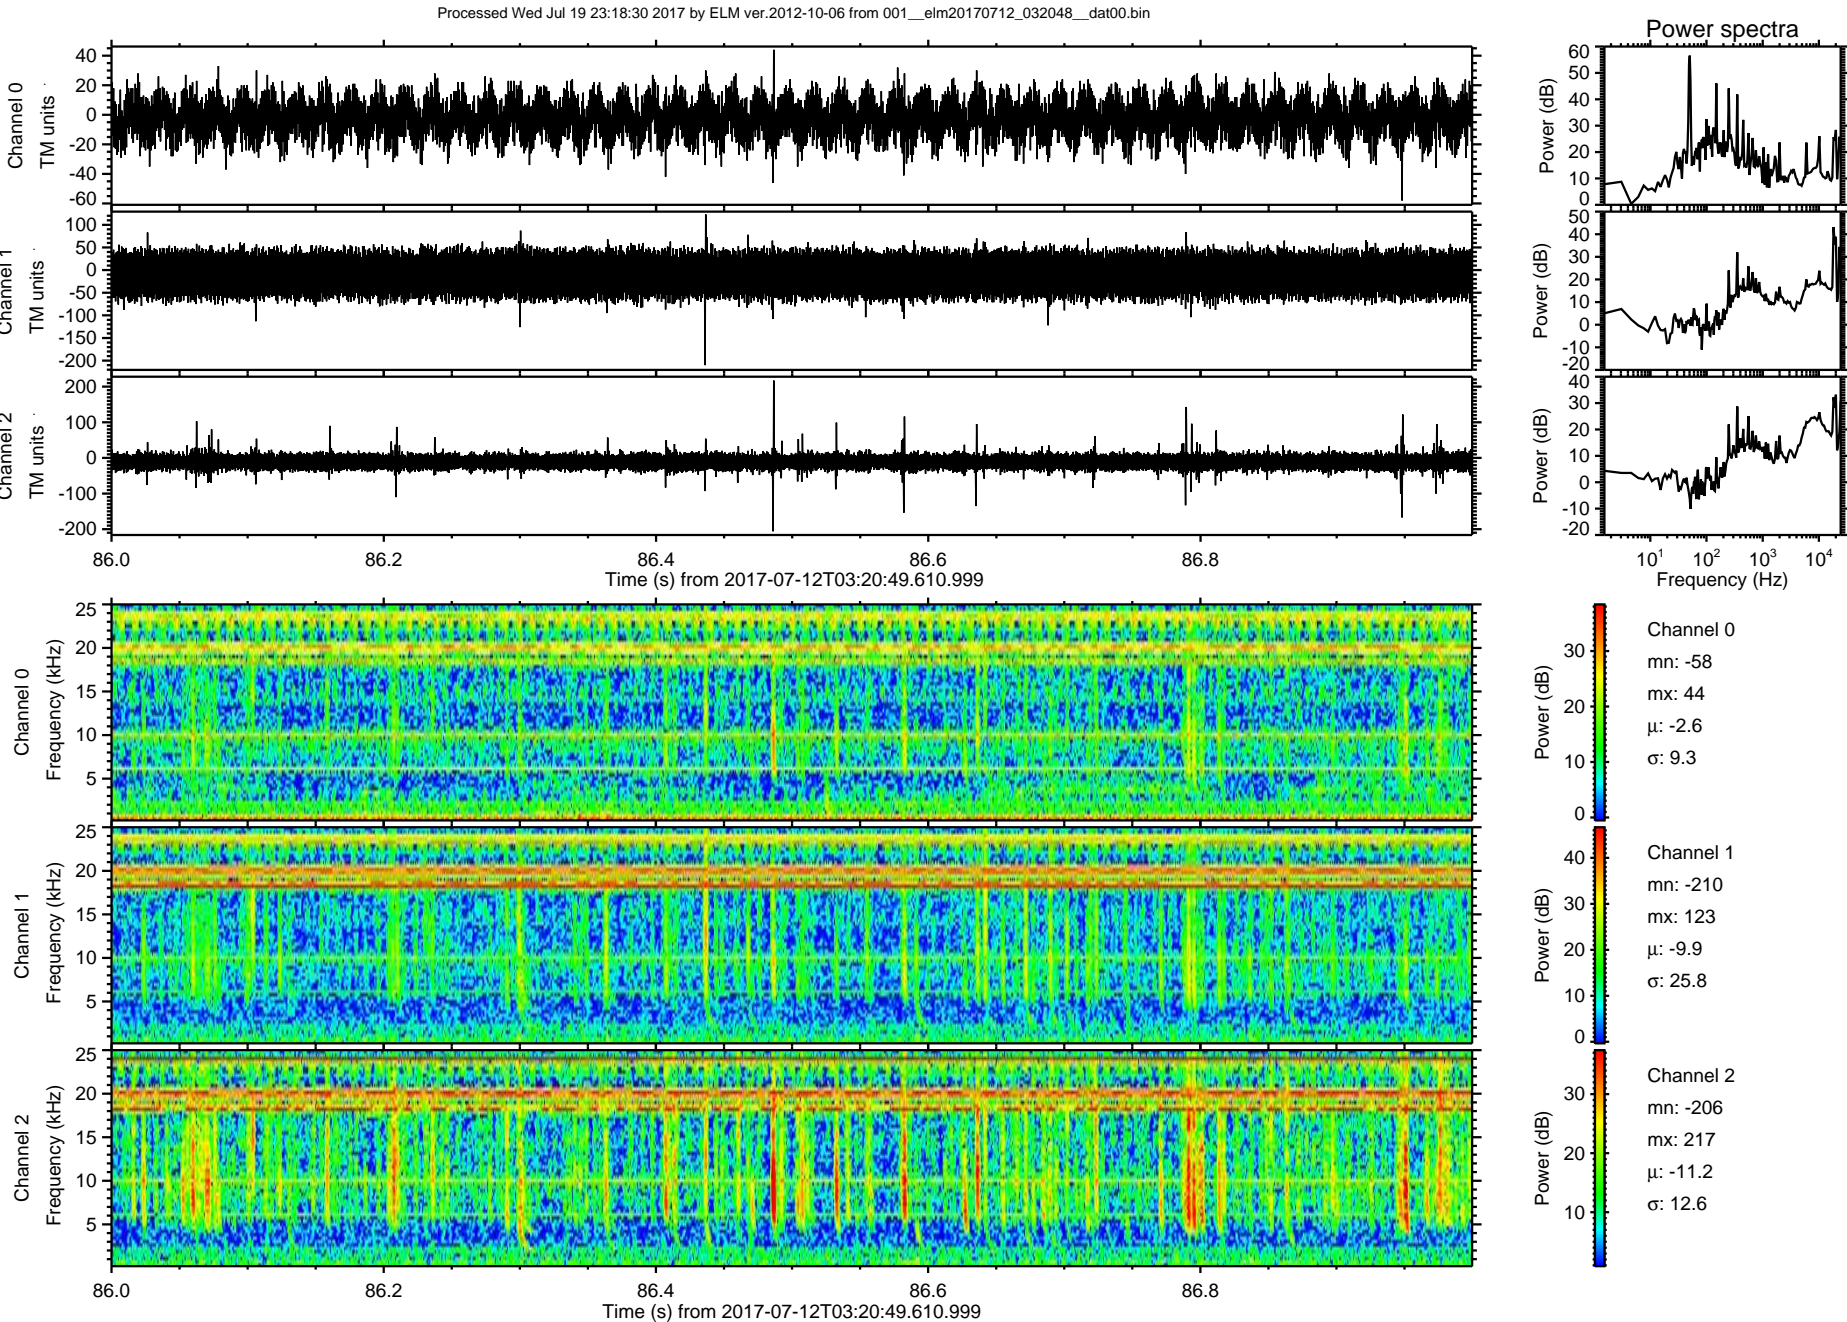 Processed Wed Jul 19 23:18:30 2017 by ELM ver.2012-10-06 from 001__elm20170712_032048__dat00.bin
Power spectra
Channel 0
TM units
40
20
0
-20
-40
-60
Power (dB)
60
50
40
30
20
10
0
Channel 1
TM units
100
50
0
-50
-100
-150
-200
Power (dB)
50
40
30
20
10
0
-10
-20
Channel 2
TM units
200
100
0
-100
-200
Power (dB)
40
30
20
10
0
-10
-20
86.0 86.2 86.4 86.6 86.8
Time (s) from 2017-07-12T03:20:49.610.999
10¹ 10² 10³ 10⁴
Frequency (Hz)
Channel 0
Frequency (kHz)
25
20
15
10
5
Power (dB)
30
20
10
0
Channel 0
mn: -58
mx: 44
μ: -2.6
σ: 9.3
Channel 1
Frequency (kHz)
25
20
15
10
5
Power (dB)
40
30
20
10
0
Channel 1
mn: -210
mx: 123
μ: -9.9
σ: 25.8
Channel 2
Frequency (kHz)
25
20
15
10
5
Power (dB)
30
20
10
Channel 2
mn: -206
mx: 217
μ: -11.2
σ: 12.6
86.0 86.2 86.4 86.6 86.8
Time (s) from 2017-07-12T03:20:49.610.999